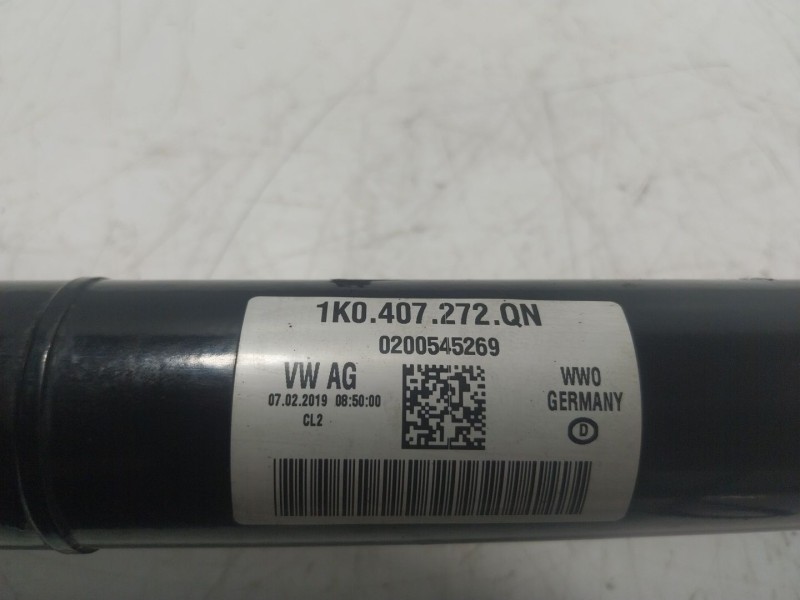 1K0.407.272.QN
0200545269
VW AG
07.02.2019 08:50:00
CL2
WWO
GERMANY
D